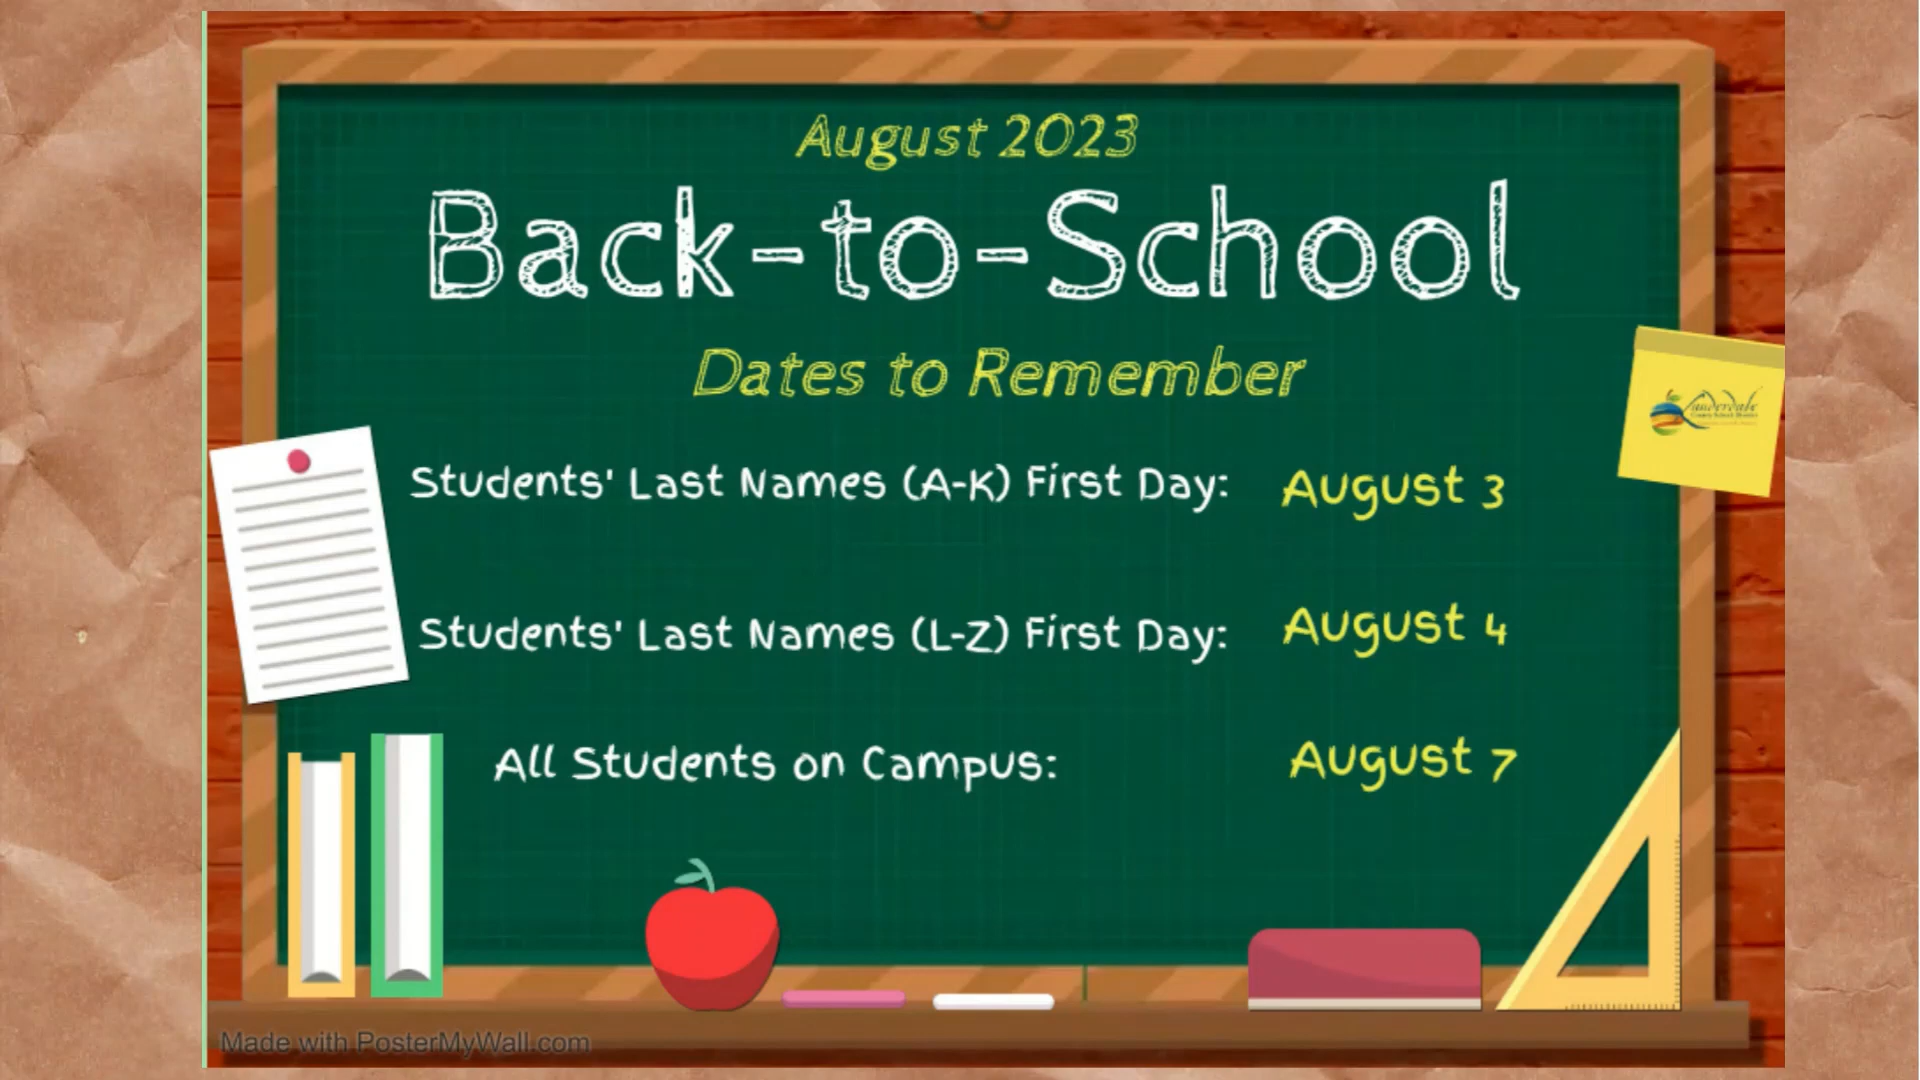 August 2023
Back-to-School
Dates to Remember
Lauderdale
Students' Last Names (A-K) First Day: August 3
Students' Last Names (L-Z) First Day: August 4
All Students on Campus: August 7
Made with PosterMyWall.com